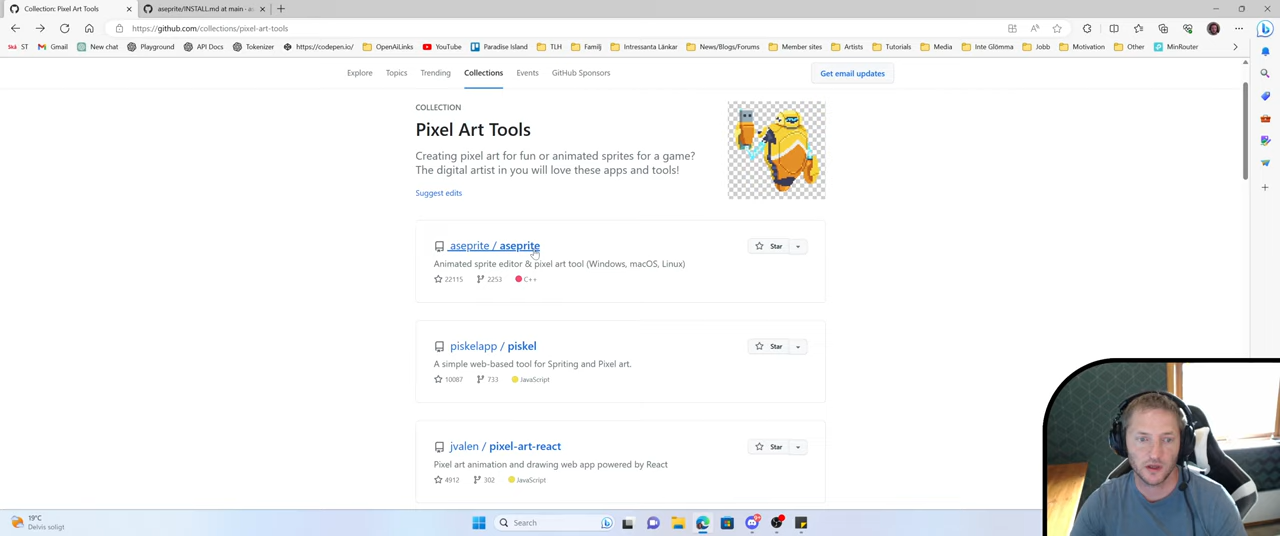 Collection: Pixel Art Tools
aseprite/INSTALL.md at main · as
https://github.com/collections/pixel-art-tools
ST
Gmail
New chat
Playground
API Docs
Tokenizer
https://codepen.io/
OpenAiLinks
YouTube
Paradise Island
TLH
Familj
Intressanta Länkar
News/Blogs/Forums
Member sites
Artists
Tutorials
Media
Inte Glömma
Jobb
Motivation
Other
MinRouter
Explore
Topics
Trending
Collections
Events
GitHub Sponsors
Get email updates
COLLECTION
Pixel Art Tools
Creating pixel art for fun or animated sprites for a game?
The digital artist in you will love these apps and tools!
Suggest edits
aseprite / aseprite
Star
Animated sprite editor & pixel art tool (Windows, macOS, Linux)
22115
2253
C++
piskelapp / piskel
Star
A simple web-based tool for Spriting and Pixel art.
10087
733
JavaScript
jvalen / pixel-art-react
Star
Pixel art animation and drawing web app powered by React
4912
302
JavaScript
19°C
Delvis soligt
Search